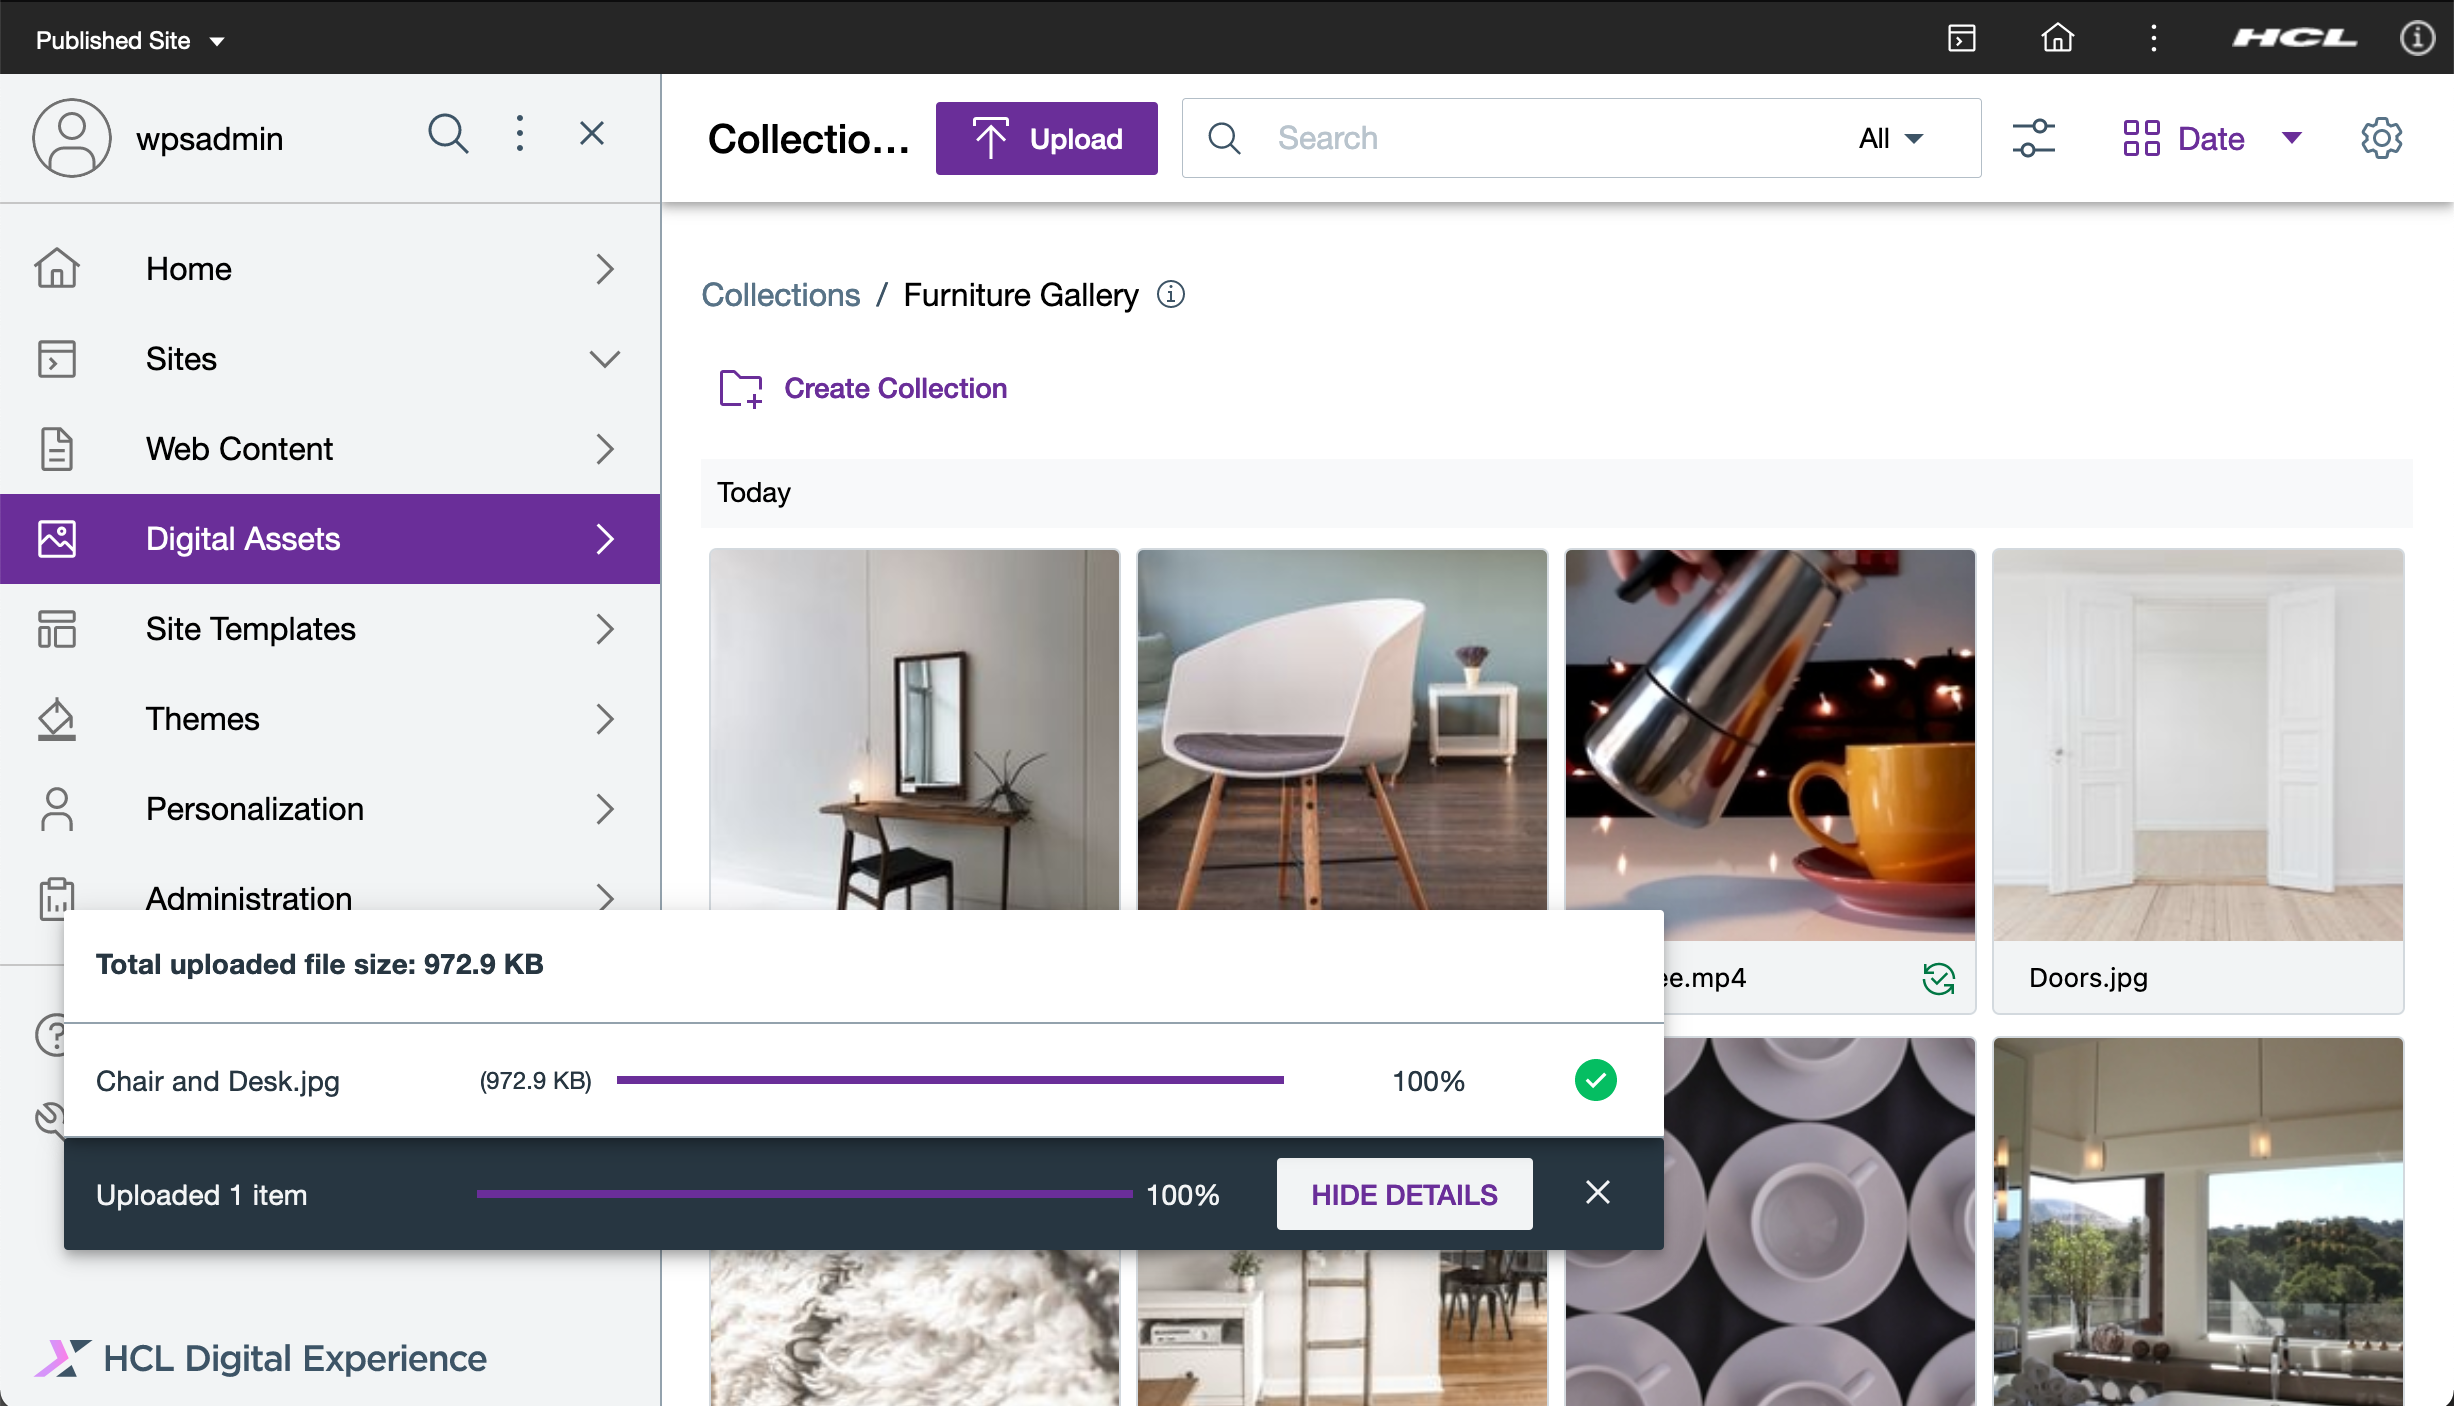 Published Site
HCL
wpsadmin
Collectio...
Upload
Search
All
Date
Home
Sites
Web Content
Digital Assets
Site Templates
Themes
Personalization
Administration
Collections / Furniture Gallery
Create Collection
Today
ee.mp4
Doors.jpg
Total uploaded file size: 972.9 KB
Chair and Desk.jpg (972.9 KB) 100%
Uploaded 1 item 100% HIDE DETAILS
HCL Digital Experience